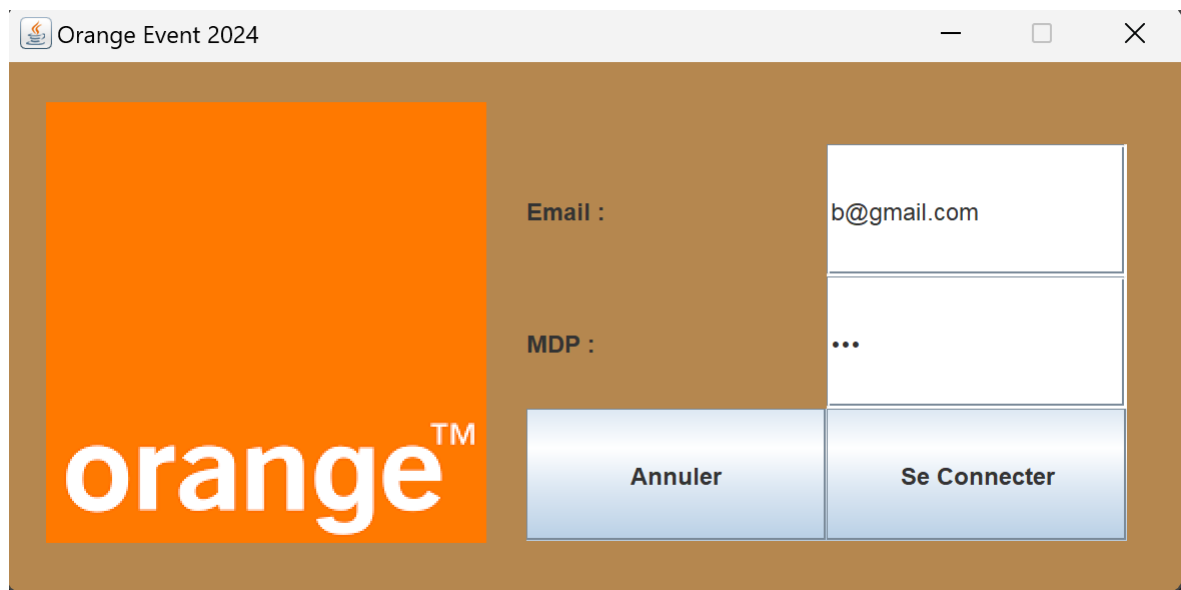 Orange Event 2024
Email :
b@gmail.com
MDP :
•••
orange™
Annuler
Se Connecter